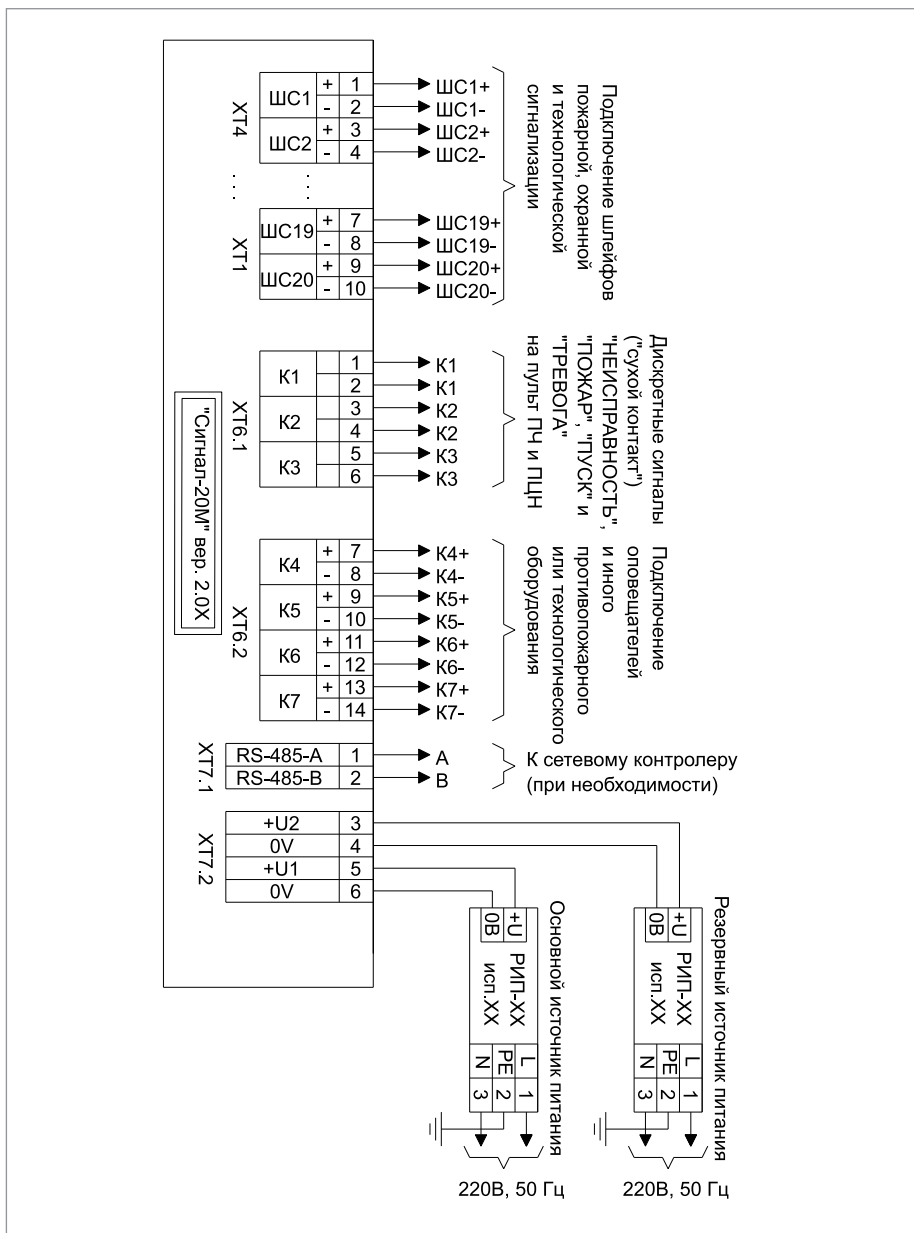 ХТ4
ШС1 + 1 ШС1+
- 2 ШС1-
ШС2 + 3 ШС2+
- 4 ШС2-
. . . .
. . . .
ХТ1
ШС19 + 7 ШС19+
- 8 ШС19-
ШС20 + 9 ШС20+
- 10 ШС20-
Подключение шлейфов
пожарной, охранной
и технологической
сигнализации
"Сигнал-20М" вер. 2.0Х
ХТ6.1
К1 1 К1
2 К1
К2 3 К2
4 К2
К3 5 К3
6 К3
Дискретные сигналы
("сухой контакт")
"НЕИСПРАВНОСТЬ",
"ПОЖАР", "ПУСК" и
"ТРЕВОГА"
на пульт ПЧ и ПЦН
ХТ6.2
К4 + 7 К4+
- 8 К4-
К5 + 9 К5+
- 10 К5-
К6 + 11 К6+
- 12 К6-
К7 + 13 К7+
- 14 К7-
Подключение
оповещателей
и иного
противопожарного
или технологического
оборудования
ХТ7.1
RS-485-A 1 A
RS-485-B 2 B
К сетевому контролеру
(при необходимости)
ХТ7.2
+U2 3
0V 4
+U1 5
0V 6
Основной источник питания
+U
0В
РИП-ХХ
исп.ХХ
L 1
PE 2
N 3
220В, 50 Гц
Резервный источник питания
+U
0В
РИП-ХХ
исп.ХХ
L 1
PE 2
N 3
220В, 50 Гц